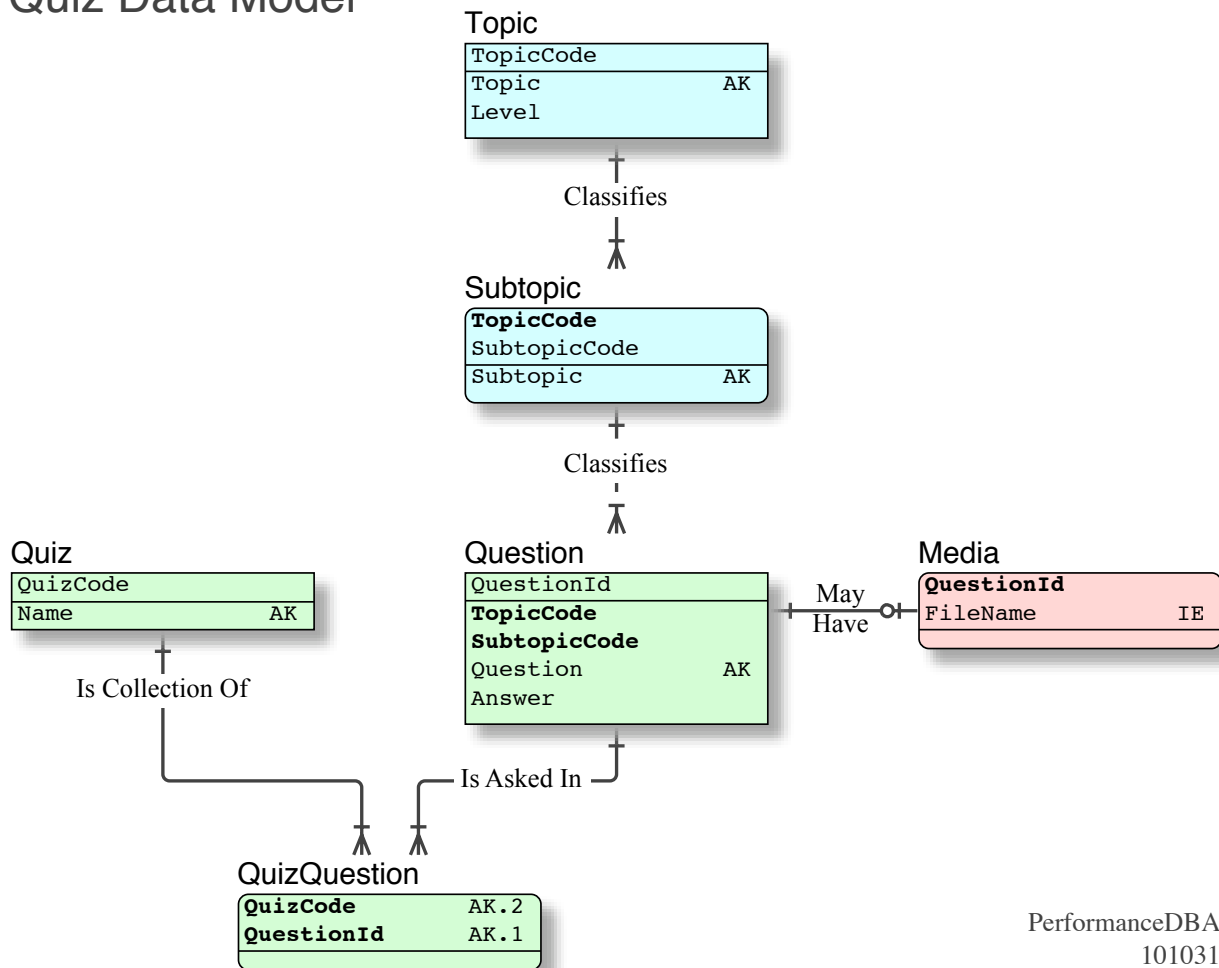 Quiz Data Model
Topic
TopicCode
Topic AK
Level
Classifies
Subtopic
TopicCode
SubtopicCode
Subtopic AK
Classifies
Quiz
QuizCode
Name AK
Is Collection Of
Question
QuestionId
TopicCode
SubtopicCode
Question AK
Answer
May
Have
Media
QuestionId
FileName IE
Is Asked In
QuizQuestion
QuizCode AK.2
QuestionId AK.1
PerformanceDBA
101031